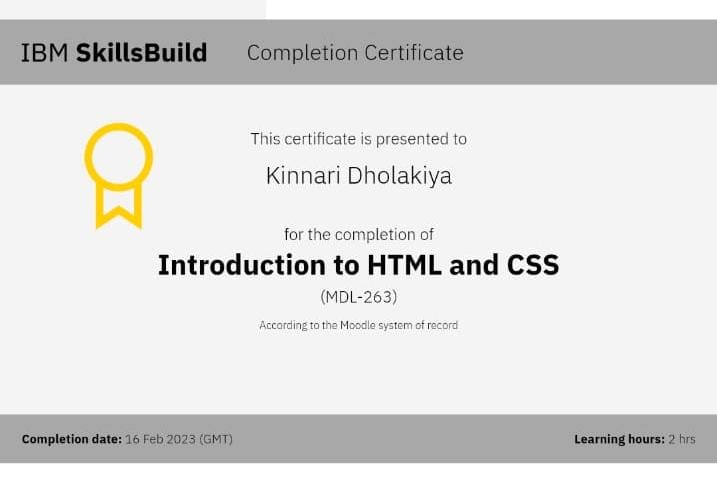 IBM SkillsBuild Completion Certificate
This certificate is presented to
Kinnari Dholakiya
for the completion of
Introduction to HTML and CSS
(MDL-263)
According to the Moodle system of record
Completion date: 16 Feb 2023 (GMT) Learning hours: 2 hrs